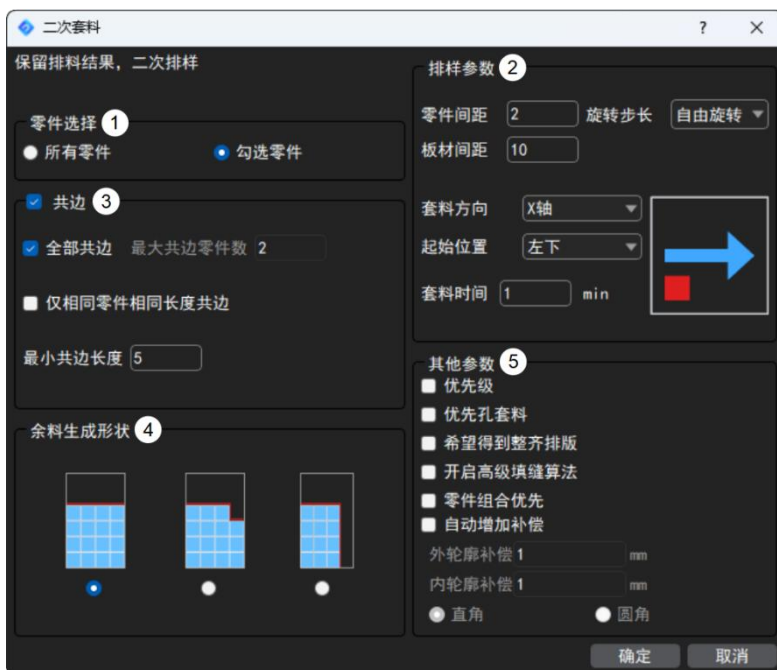 二次套料 ? ×
保留排料结果，二次排样
零件选择 1
所有零件 勾选零件
共边 3
全部共边 最大共边零件数 2
仅相同零件相同长度共边
最小共边长度 5
余料生成形状 4
排样参数 2
零件间距 2 旋转步长 自由旋转
板材间距 10
套料方向 X轴
起始位置 左下
套料时间 1 min
其他参数 5
优先级
优先孔套料
希望得到整齐排版
开启高级填缝算法
零件组合优先
自动增加补偿
外轮廓补偿 1 mm
内轮廓补偿 1 mm
直角 圆角
确定 取消